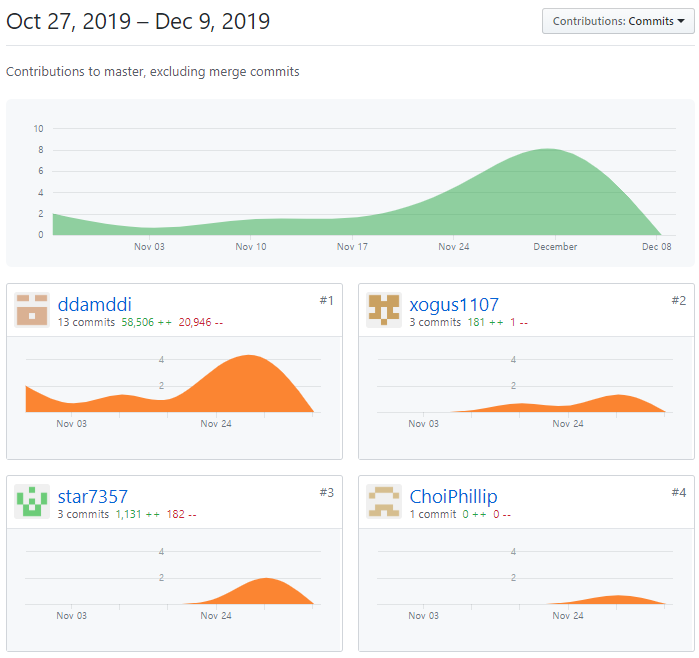 Oct 27, 2019 – Dec 9, 2019
Contributions: Commits
Contributions to master, excluding merge commits
10
8
6
4
2
0
Nov 03 Nov 10 Nov 17 Nov 24 December Dec 08
ddamddi #1
13 commits 58,506 ++ 20,946 --
4
2
Nov 03 Nov 24
xogus1107 #2
3 commits 181 ++ 1 --
4
2
Nov 03 Nov 24
star7357 #3
3 commits 1,131 ++ 182 --
4
2
Nov 03 Nov 24
ChoiPhillip #4
1 commit 0 ++ 0 --
4
2
Nov 03 Nov 24